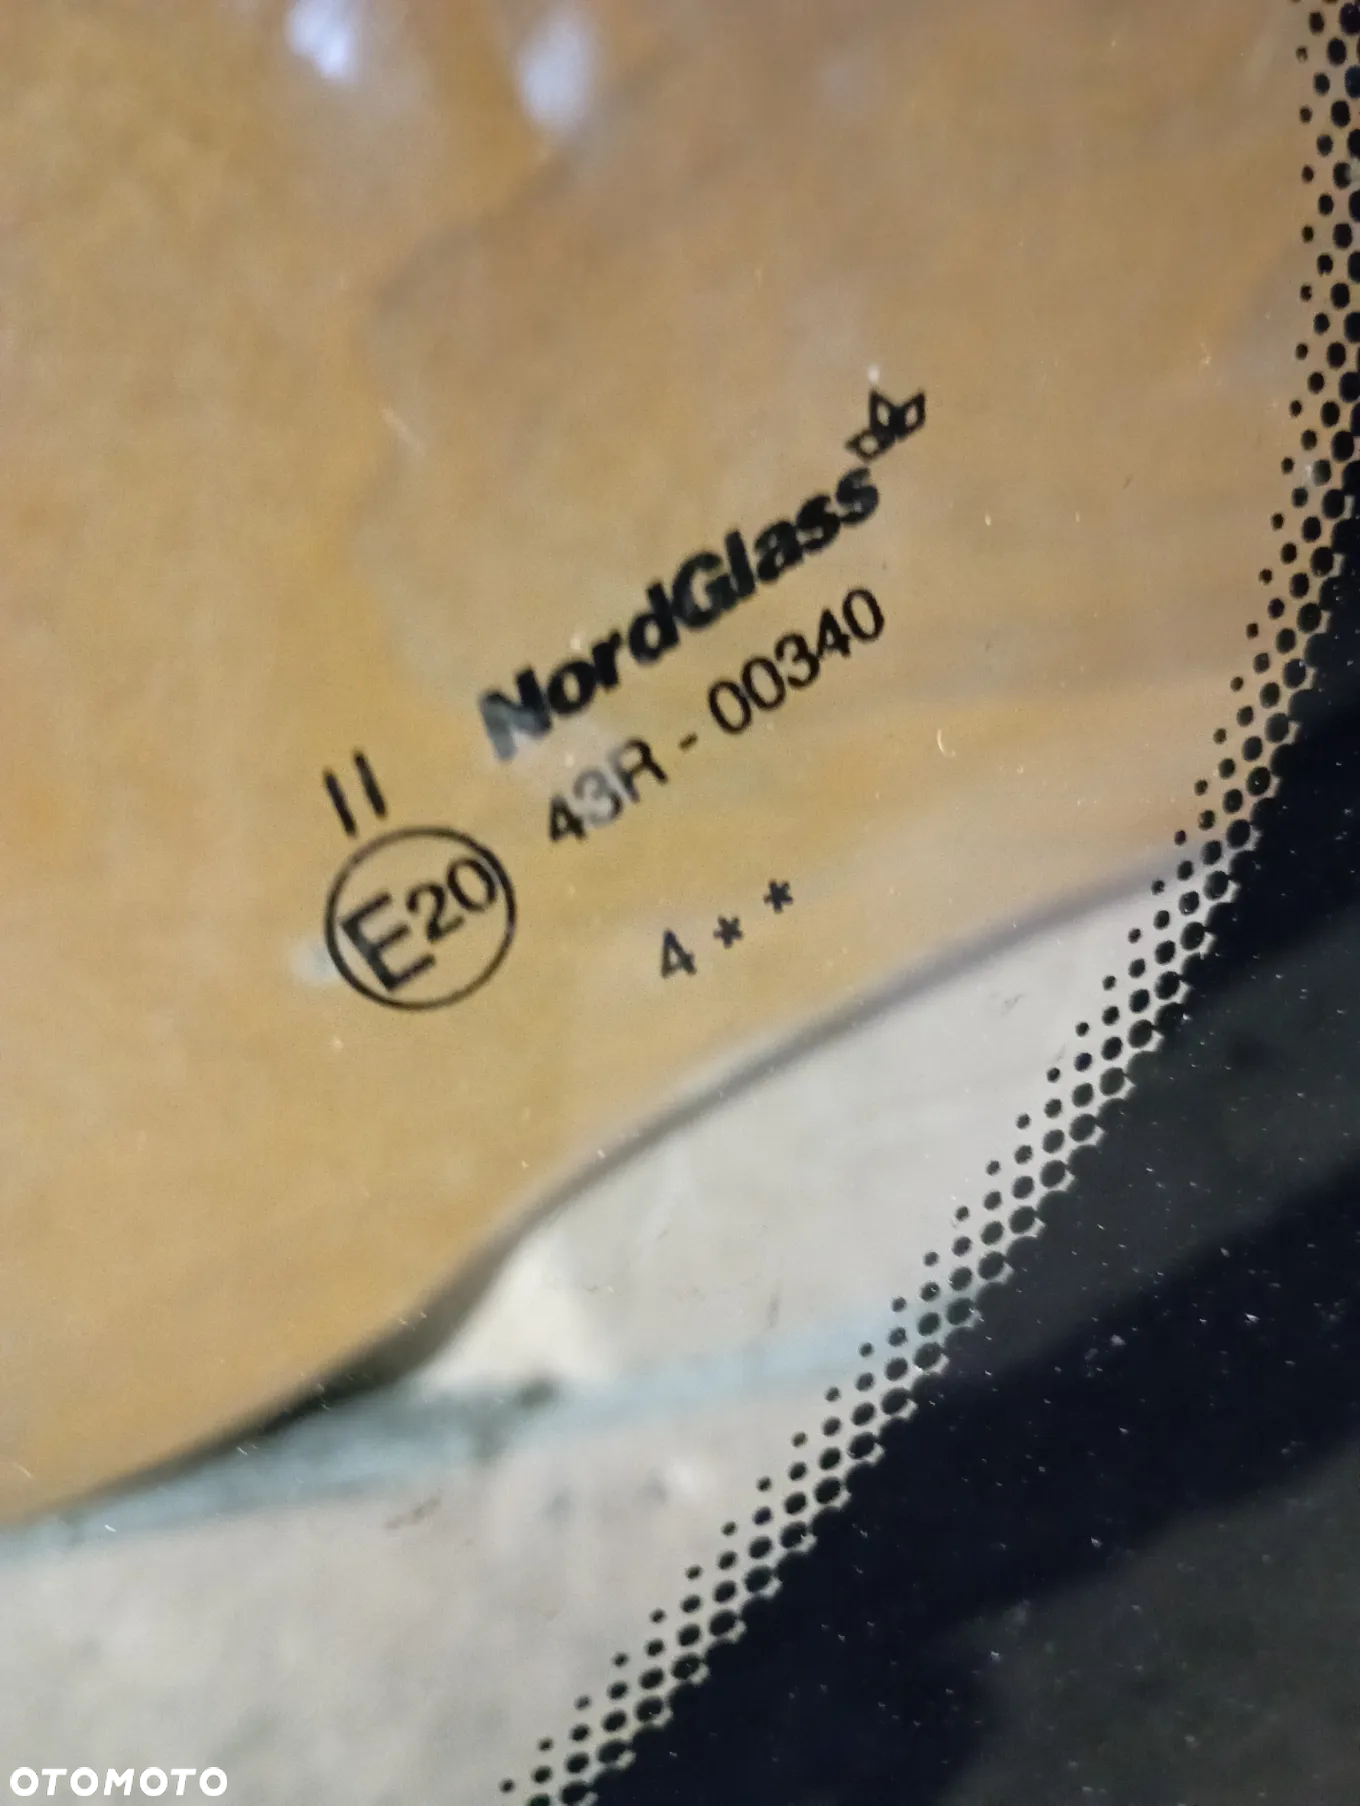 NordGlass
II
E20
43R - 00340
4 * *
OTOMOTO